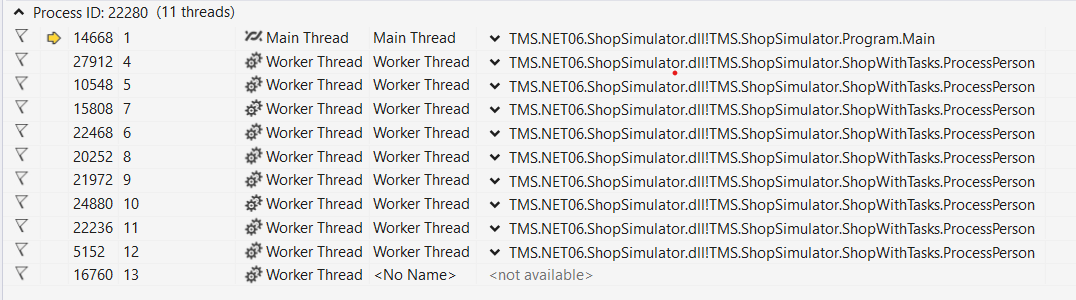 Process ID: 22280 (11 threads)
14668 1 Main Thread Main Thread TMS.NET06.ShopSimulator.dll!TMS.ShopSimulator.Program.Main
27912 4 Worker Thread Worker Thread TMS.NET06.ShopSimulator.dll!TMS.ShopSimulator.ShopWithTasks.ProcessPerson
10548 5 Worker Thread Worker Thread TMS.NET06.ShopSimulator.dll!TMS.ShopSimulator.ShopWithTasks.ProcessPerson
15808 7 Worker Thread Worker Thread TMS.NET06.ShopSimulator.dll!TMS.ShopSimulator.ShopWithTasks.ProcessPerson
22468 6 Worker Thread Worker Thread TMS.NET06.ShopSimulator.dll!TMS.ShopSimulator.ShopWithTasks.ProcessPerson
20252 8 Worker Thread Worker Thread TMS.NET06.ShopSimulator.dll!TMS.ShopSimulator.ShopWithTasks.ProcessPerson
21972 9 Worker Thread Worker Thread TMS.NET06.ShopSimulator.dll!TMS.ShopSimulator.ShopWithTasks.ProcessPerson
24880 10 Worker Thread Worker Thread TMS.NET06.ShopSimulator.dll!TMS.ShopSimulator.ShopWithTasks.ProcessPerson
22236 11 Worker Thread Worker Thread TMS.NET06.ShopSimulator.dll!TMS.ShopSimulator.ShopWithTasks.ProcessPerson
5152 12 Worker Thread Worker Thread TMS.NET06.ShopSimulator.dll!TMS.ShopSimulator.ShopWithTasks.ProcessPerson
16760 13 Worker Thread <No Name> <not available>